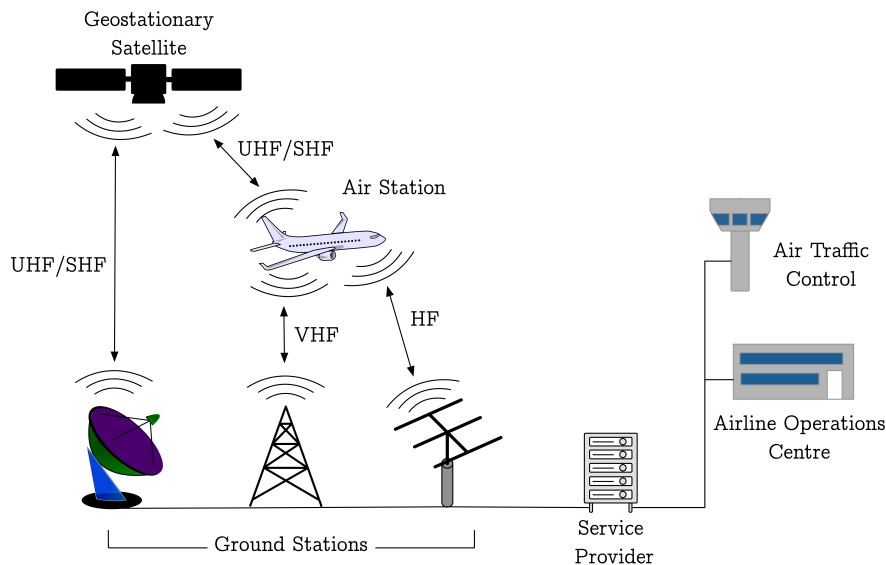 Geostationary
Satellite
UHF/SHF
Air Station
UHF/SHF
VHF
HF
Air Traffic
Control
Airline Operations
Centre
Service
Provider
Ground Stations